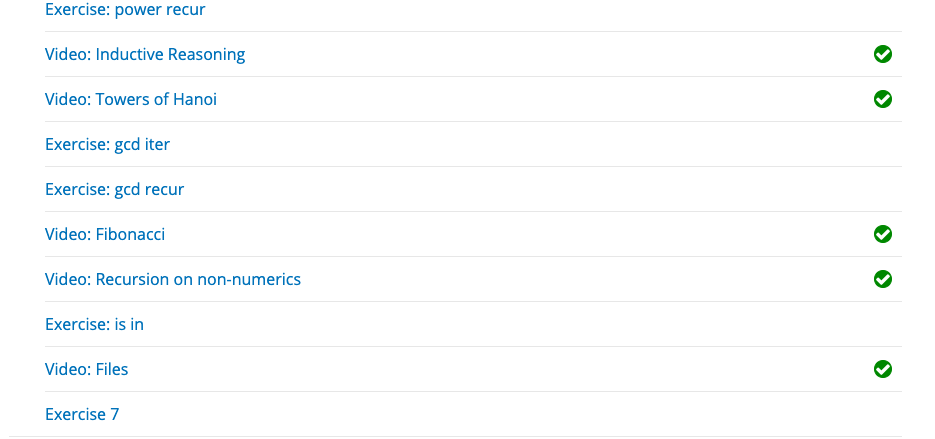 Exercise: power recur
Video: Inductive Reasoning
Video: Towers of Hanoi
Exercise: gcd iter
Exercise: gcd recur
Video: Fibonacci
Video: Recursion on non-numerics
Exercise: is in
Video: Files
Exercise 7